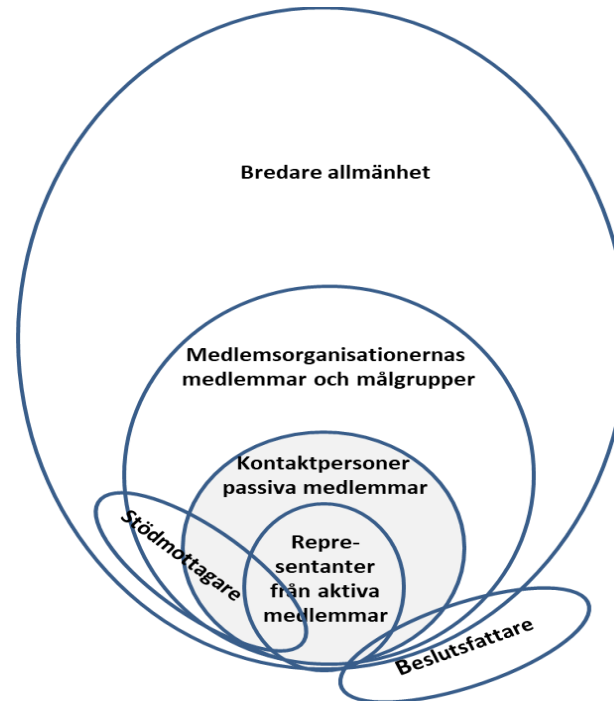 Bredare allmänhet
Medlemsorganisationernas
medlemmar och målgrupper
Kontaktpersoner
passiva medlemmar
Stödmottagare
Repre-
sentanter
från aktiva
medlemmar
Beslutsfattare